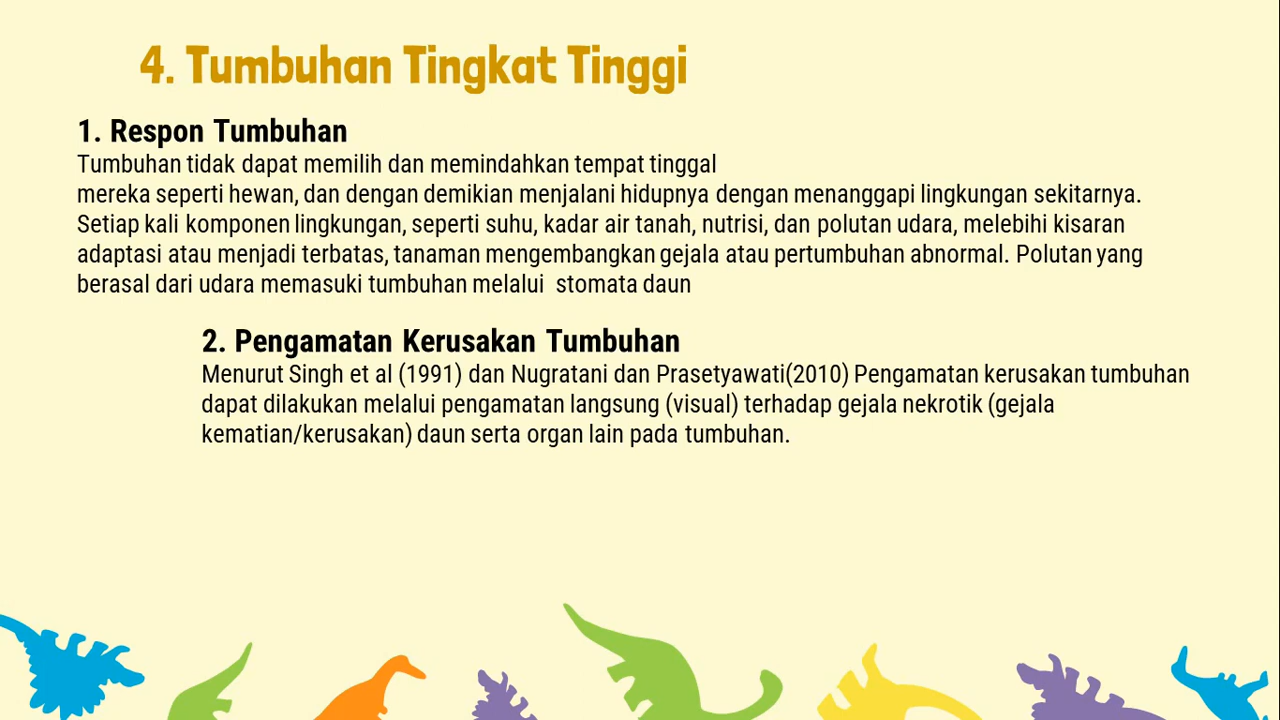 4. Tumbuhan Tingkat Tinggi
1. Respon Tumbuhan
Tumbuhan tidak dapat memilih dan memindahkan tempat tinggal
mereka seperti hewan, dan dengan demikian menjalani hidupnya dengan menanggapi lingkungan sekitarnya.
Setiap kali komponen lingkungan, seperti suhu, kadar air tanah, nutrisi, dan polutan udara, melebihi kisaran
adaptasi atau menjadi terbatas, tanaman mengembangkan gejala atau pertumbuhan abnormal. Polutan yang
berasal dari udara memasuki tumbuhan melalui stomata daun
2. Pengamatan Kerusakan Tumbuhan
Menurut Singh et al (1991) dan Nugratani dan Prasetyawati(2010) Pengamatan kerusakan tumbuhan
dapat dilakukan melalui pengamatan langsung (visual) terhadap gejala nekrotik (gejala
kematian/kerusakan) daun serta organ lain pada tumbuhan.